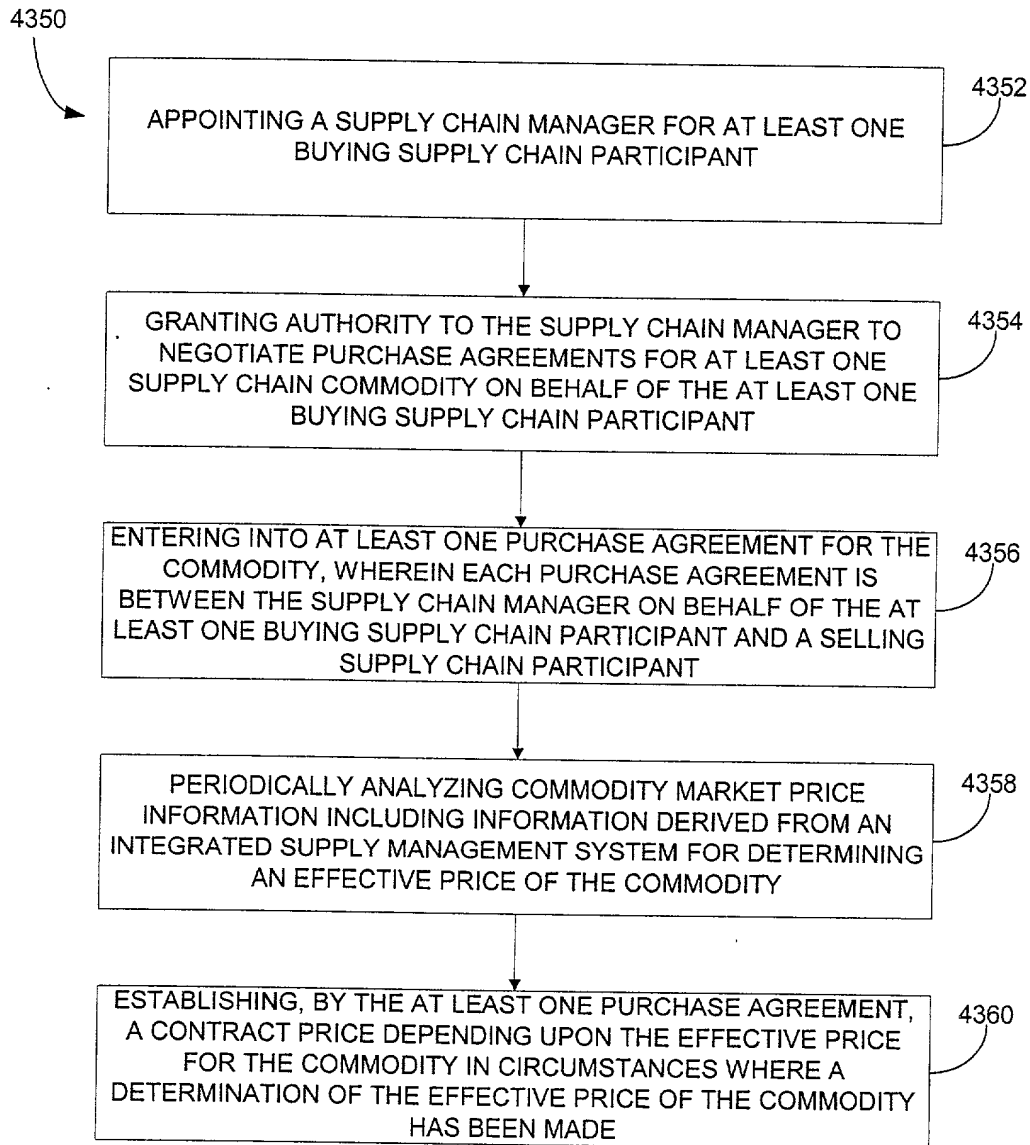 4350
4352
APPOINTING A SUPPLY CHAIN MANAGER FOR AT LEAST ONE
BUYING SUPPLY CHAIN PARTICIPANT
4354
GRANTING AUTHORITY TO THE SUPPLY CHAIN MANAGER TO
NEGOTIATE PURCHASE AGREEMENTS FOR AT LEAST ONE
SUPPLY CHAIN COMMODITY ON BEHALF OF THE AT LEAST ONE
BUYING SUPPLY CHAIN PARTICIPANT
4356
ENTERING INTO AT LEAST ONE PURCHASE AGREEMENT FOR THE
COMMODITY, WHEREIN EACH PURCHASE AGREEMENT IS
BETWEEN THE SUPPLY CHAIN MANAGER ON BEHALF OF THE AT
LEAST ONE BUYING SUPPLY CHAIN PARTICIPANT AND A SELLING
SUPPLY CHAIN PARTICIPANT
4358
PERIODICALLY ANALYZING COMMODITY MARKET PRICE
INFORMATION INCLUDING INFORMATION DERIVED FROM AN
INTEGRATED SUPPLY MANAGEMENT SYSTEM FOR DETERMINING
AN EFFECTIVE PRICE OF THE COMMODITY
4360
ESTABLISHING, BY THE AT LEAST ONE PURCHASE AGREEMENT,
A CONTRACT PRICE DEPENDING UPON THE EFFECTIVE PRICE
FOR THE COMMODITY IN CIRCUMSTANCES WHERE A
DETERMINATION OF THE EFFECTIVE PRICE OF THE COMMODITY
HAS BEEN MADE